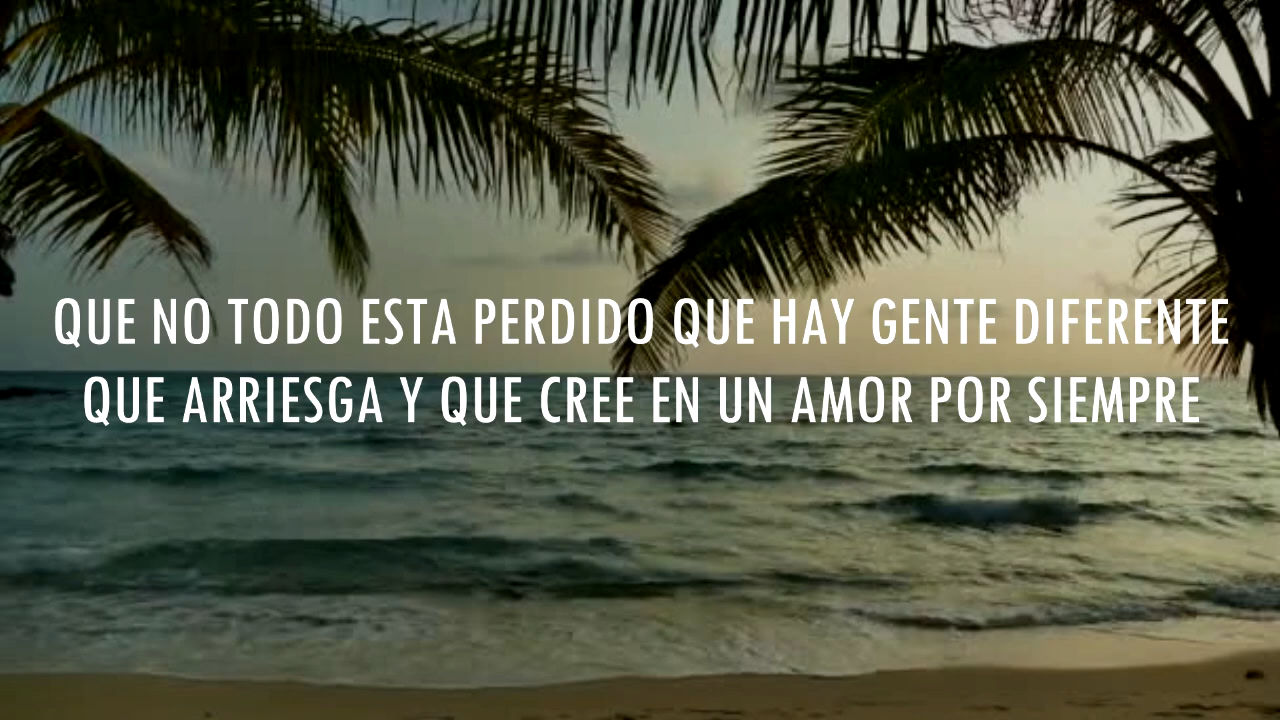 QUE NO TODO ESTA PERDIDO QUE HAY GENTE DIFERENTE
QUE ARRIESGA Y QUE CREE EN UN AMOR POR SIEMPRE